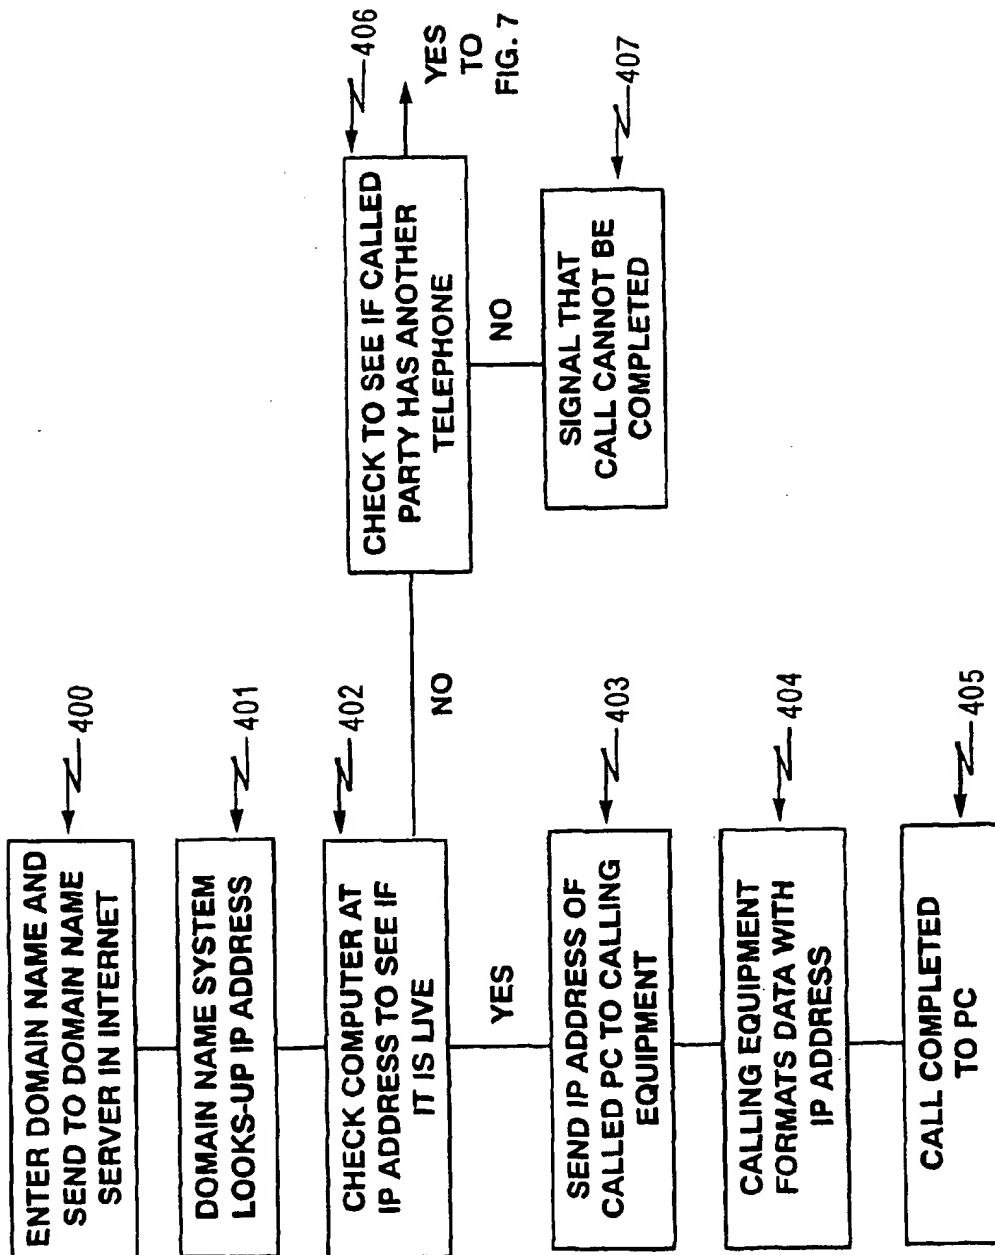 ENTER DOMAIN NAME AND
SEND TO DOMAIN NAME
SERVER IN INTERNET
400
DOMAIN NAME SYSTEM
LOOKS-UP IP ADDRESS
401
CHECK COMPUTER AT
IP ADDRESS TO SEE IF
IT IS LIVE
402
NO
CHECK TO SEE IF CALLED
PARTY HAS ANOTHER
TELEPHONE
406
YES
TO
FIG. 7
NO
SIGNAL THAT
CALL CANNOT BE
COMPLETED
407
YES
SEND IP ADDRESS OF
CALLED PC TO CALLING
EQUIPMENT
403
CALLING EQUIPMENT
FORMATS DATA WITH
IP ADDRESS
404
CALL COMPLETED
TO PC
405